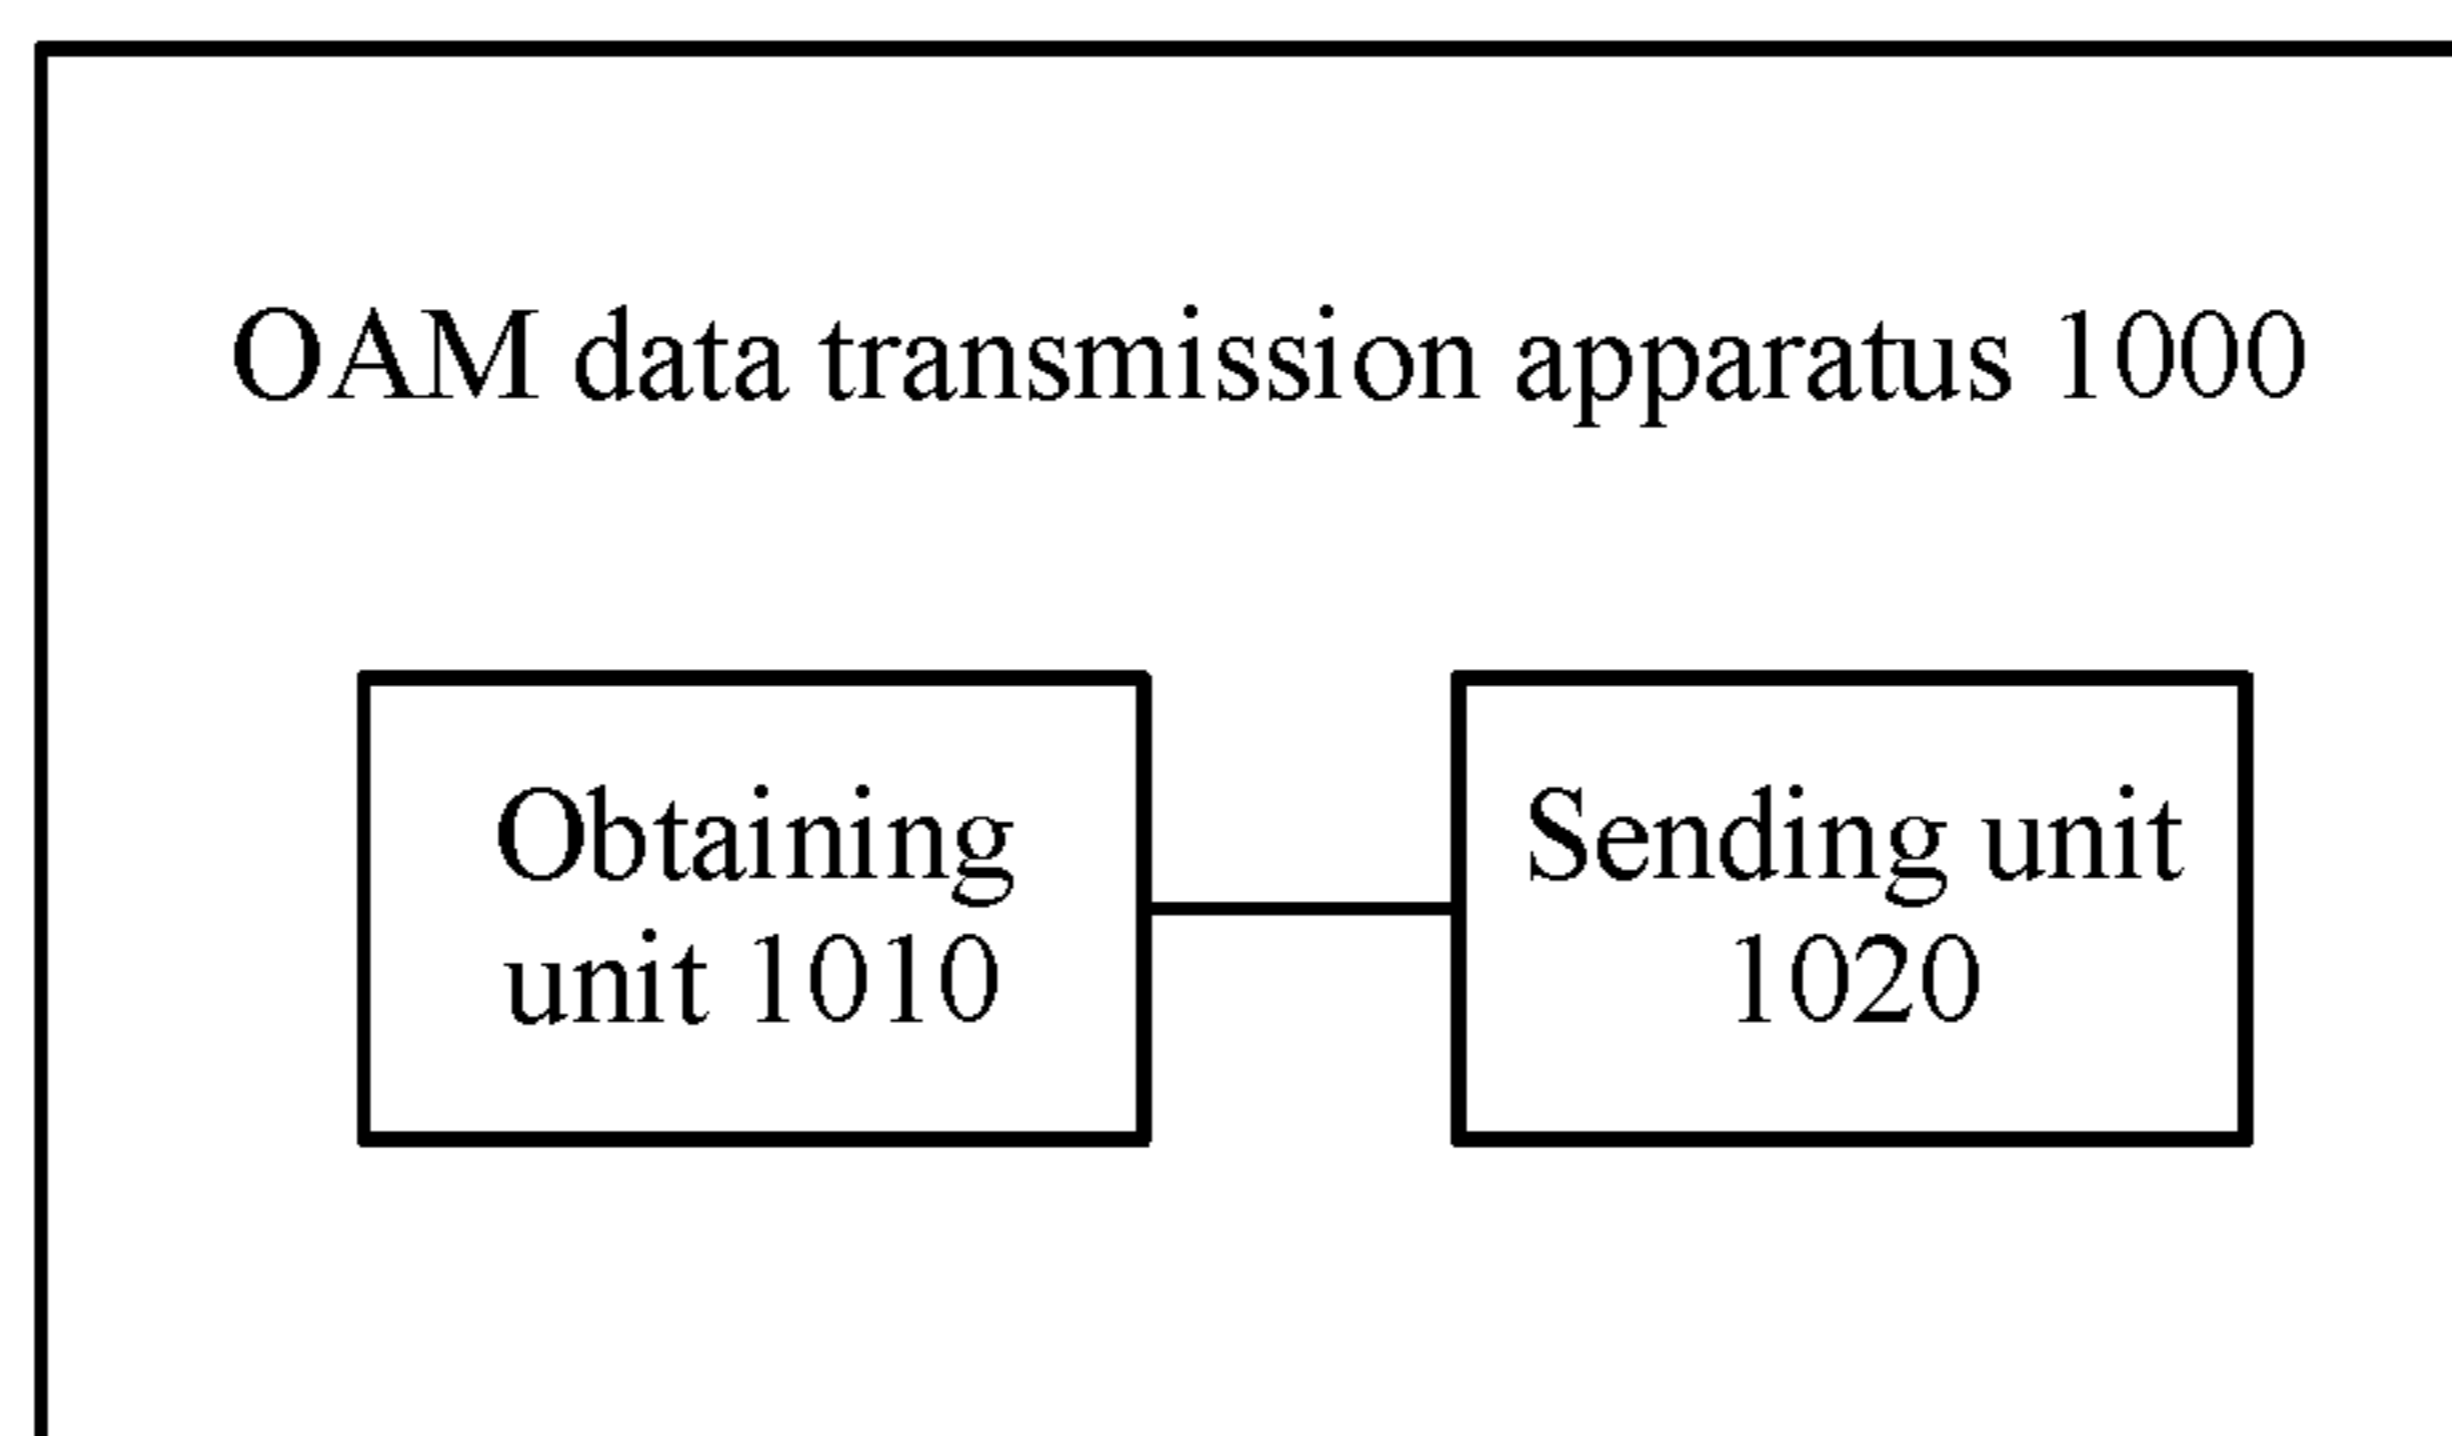 OAM data transmission apparatus 1000
Obtaining
unit 1010
Sending unit
1020